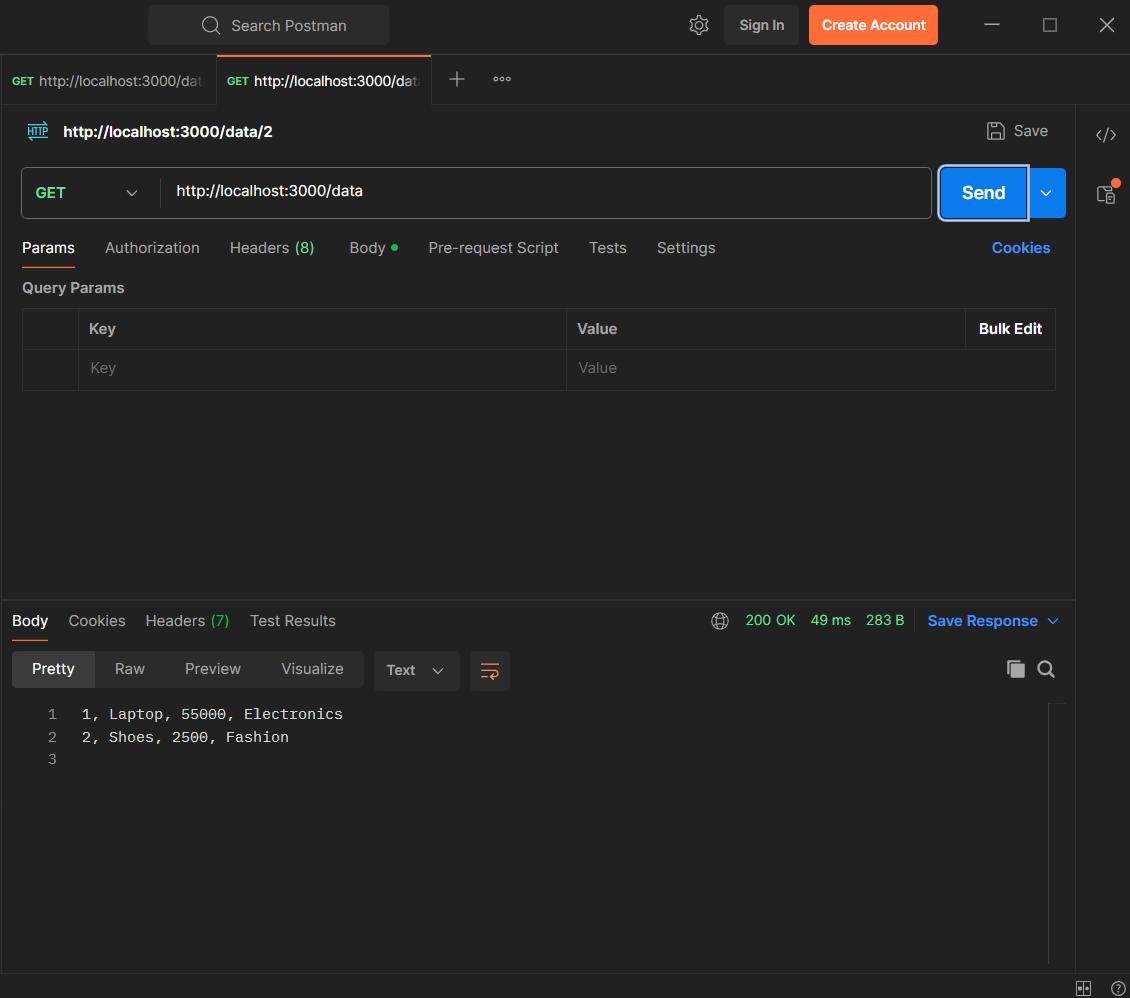 Search Postman
Sign In
Create Account
GET http://localhost:3000/dat
GET http://localhost:3000/dat
HTTP http://localhost:3000/data/2
Save
GET http://localhost:3000/data
Send
Params Authorization Headers (8) Body Pre-request Script Tests Settings Cookies
Query Params
Key Value Bulk Edit
Key Value
Body Cookies Headers (7) Test Results 200 OK 49 ms 283 B Save Response
Pretty Raw Preview Visualize Text
1 1, Laptop, 55000, Electronics
2 2, Shoes, 2500, Fashion
3